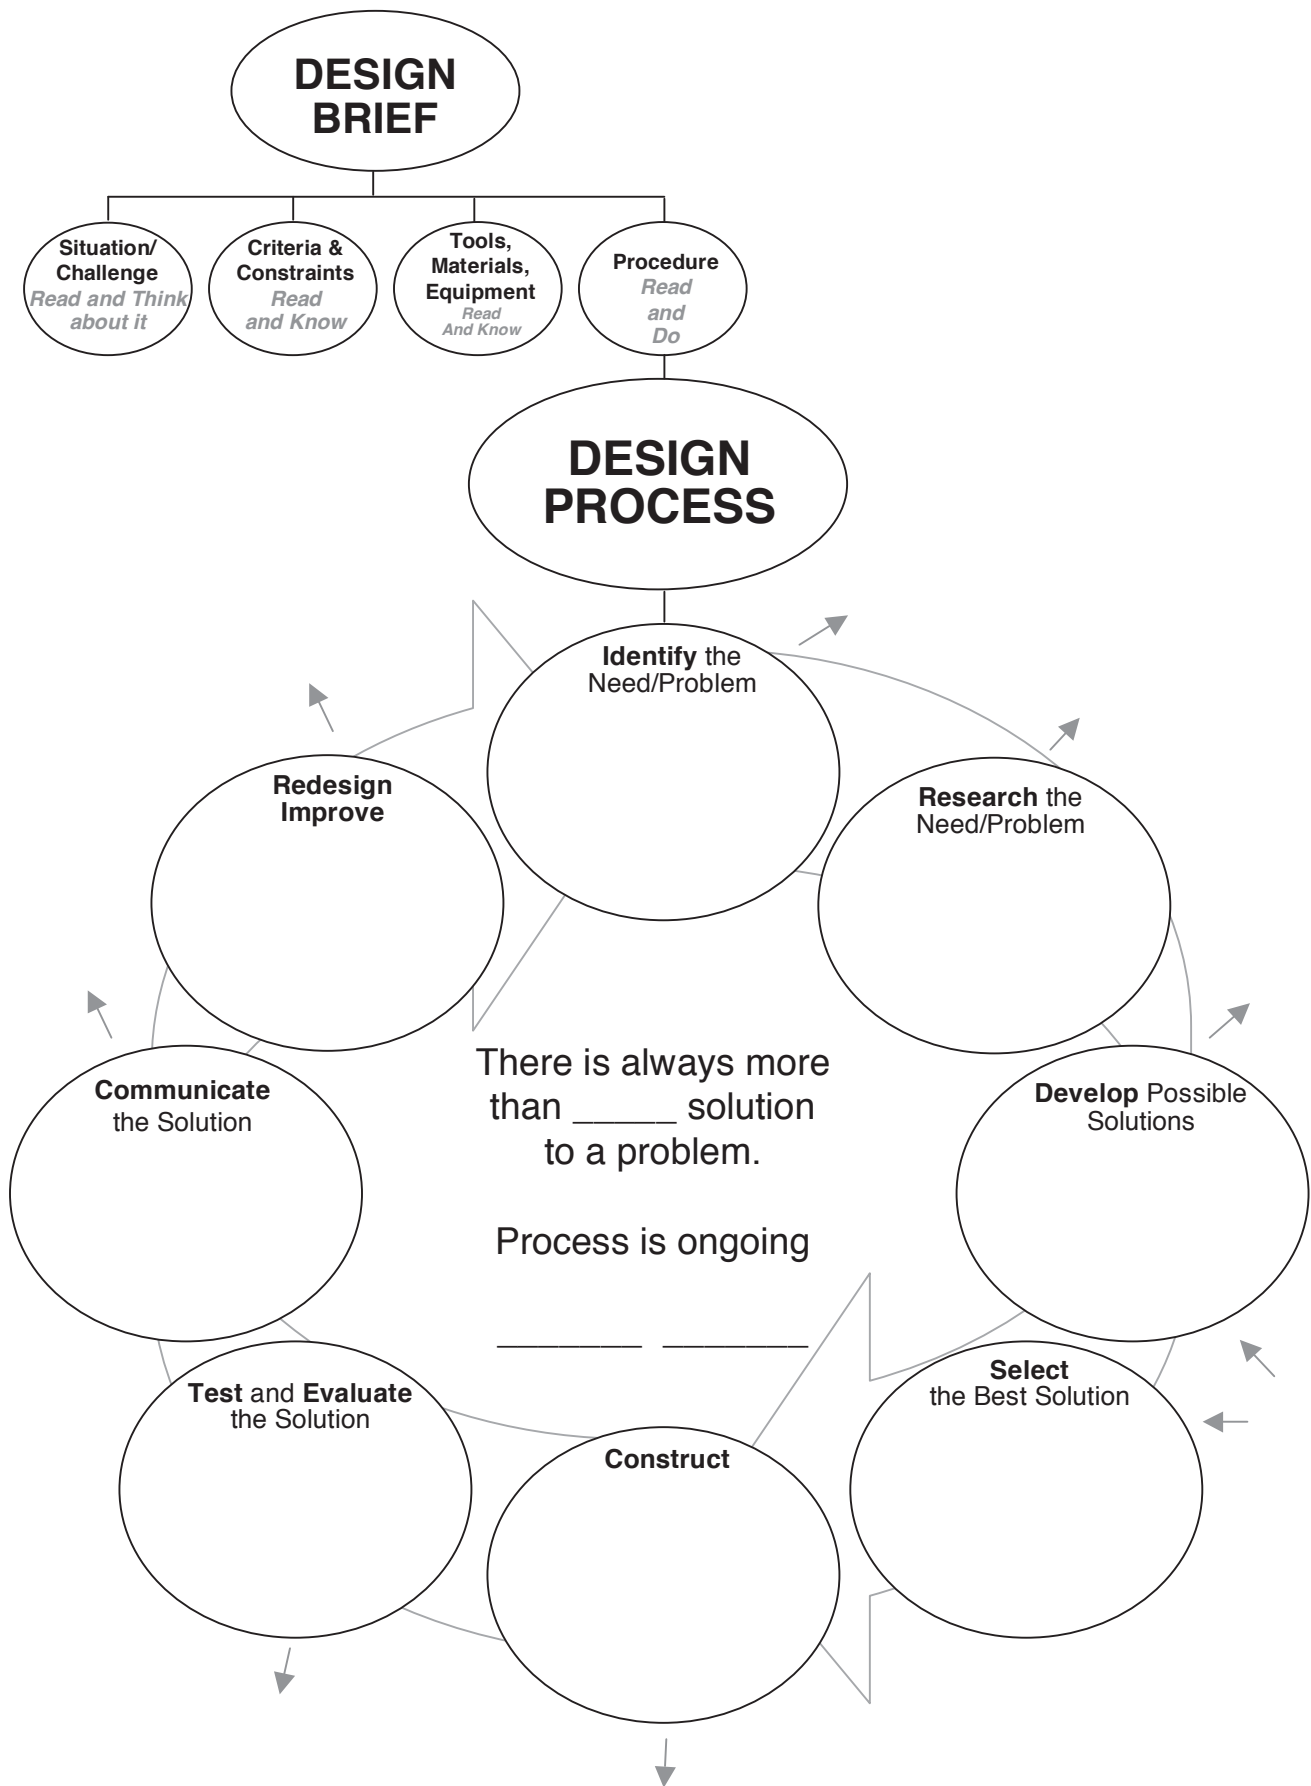 DESIGN
BRIEF
Situation/
Challenge
Read and Think
about it
Criteria &
Constraints
Read
and Know
Tools,
Materials,
Equipment
Read
And Know
Procedure
Read
and
Do
DESIGN
PROCESS
Identify the
Need/Problem
Research the
Need/Problem
Develop Possible
Solutions
Select
the Best Solution
Construct
Test and Evaluate
the Solution
Communicate
the Solution
Redesign
Improve
There is always more
than _____ solution
to a problem.
Process is ongoing
_______ _______